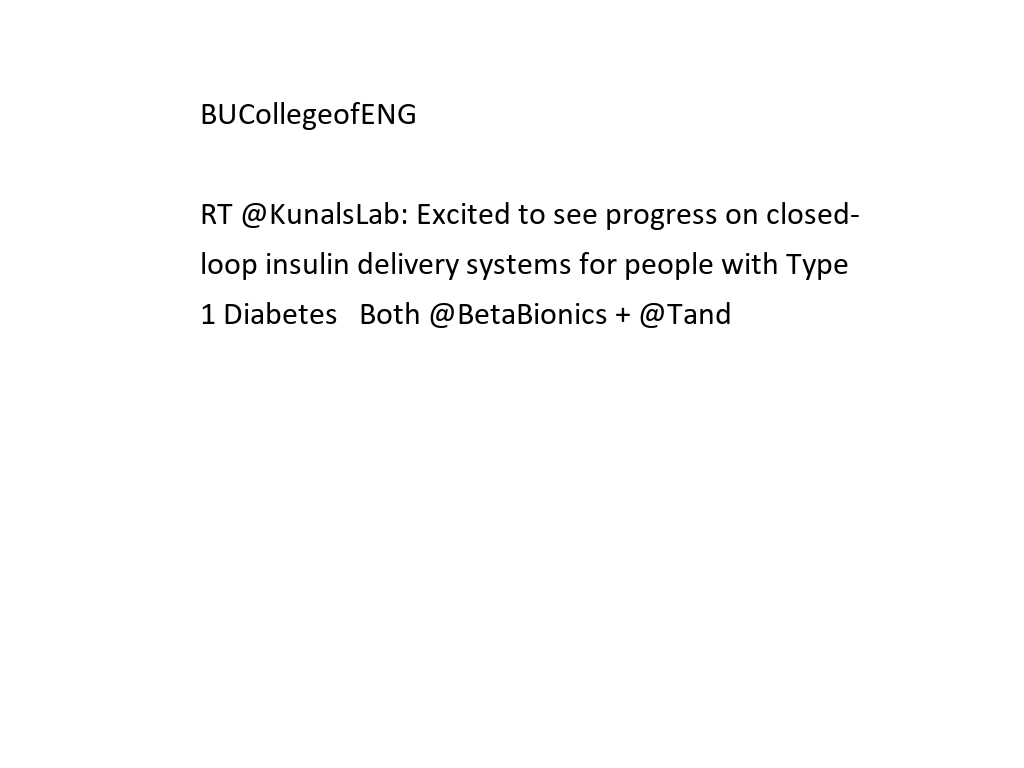 BUCollegeofENG
RT @KunalsLab: Excited to see progress on closed-
loop insulin delivery systems for people with Type
1 Diabetes   Both @BetaBionics + @Tand